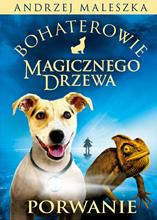 ANDRZEJ MALESZKA
BOHATEROWIE
MAGICZNEGO
DRZEWA
PORWANIE